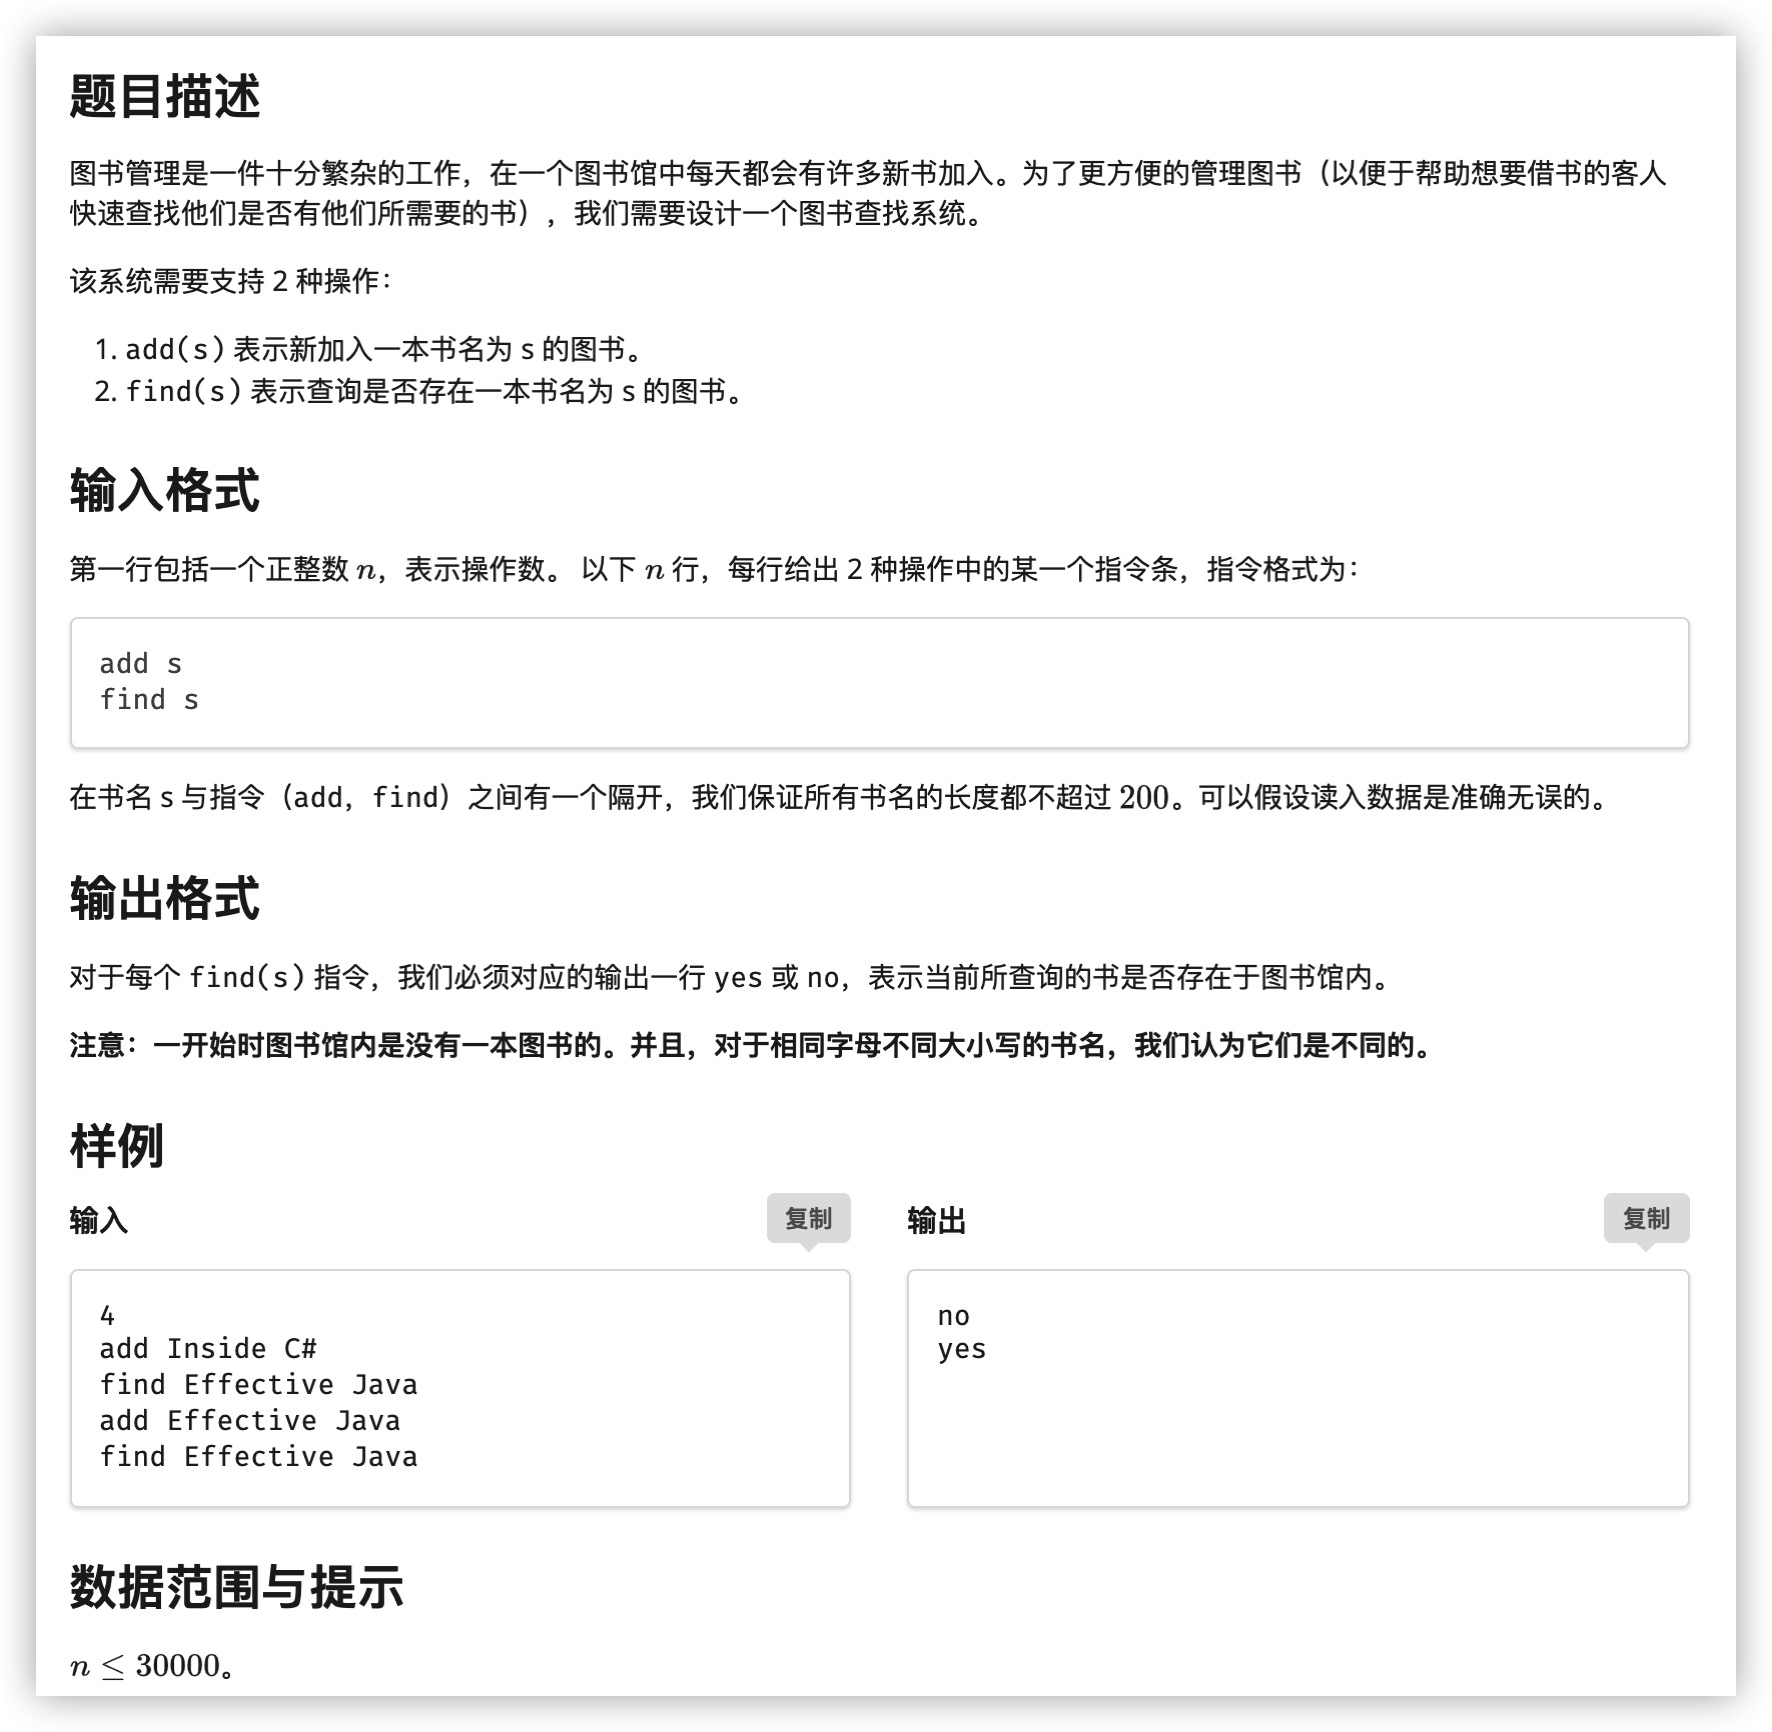 题目描述
图书管理是一件十分繁杂的工作，在一个图书馆中每天都会有许多新书加入。为了更方便的管理图书（以便于帮助想要借书的客人
快速查找他们是否有他们所需要的书），我们需要设计一个图书查找系统。
该系统需要支持 2 种操作：
1. add(s) 表示新加入一本书名为 s 的图书。
2. find(s) 表示查询是否存在一本书名为 s 的图书。
输入格式
第一行包括一个正整数 n，表示操作数。 以下 n 行，每行给出 2 种操作中的某一个指令条，指令格式为：
add s
find s
在书名 s 与指令（add，find）之间有一个隔开，我们保证所有书名的长度都不超过 200。可以假设读入数据是准确无误的。
输出格式
对于每个 find(s) 指令，我们必须对应的输出一行 yes 或 no，表示当前所查询的书是否存在于图书馆内。
注意：一开始时图书馆内是没有一本图书的。并且，对于相同字母不同大小写的书名，我们认为它们是不同的。
样例
输入
复制
4
add Inside C#
find Effective Java
add Effective Java
find Effective Java
输出
复制
no
yes
数据范围与提示
n ≤ 30000。